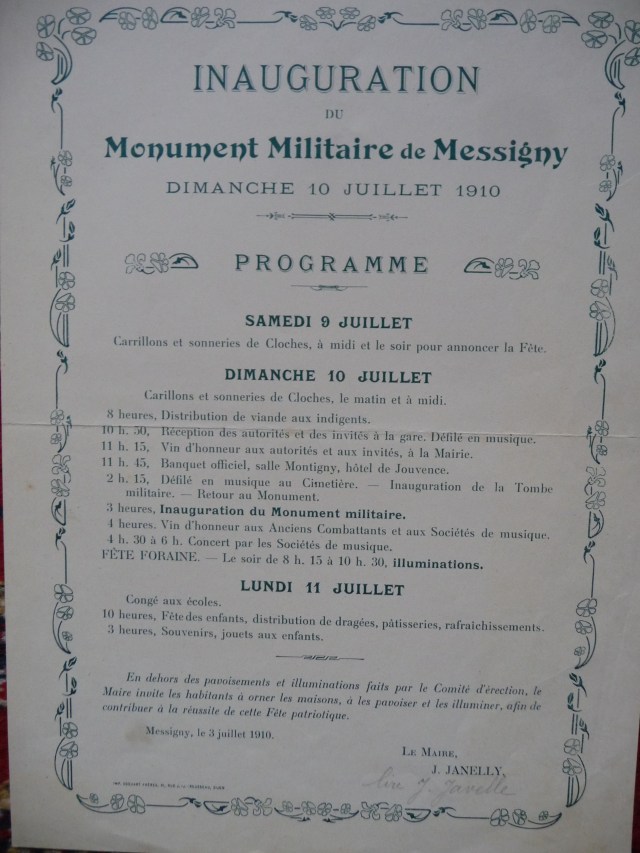 INAUGURATION
DU
Monument Militaire de Messigny
DIMANCHE 10 JUILLET 1910
PROGRAMME
SAMEDI 9 JUILLET
Carrillons et sonneries de Cloches, à midi et le soir pour annoncer la Fête.
DIMANCHE 10 JUILLET
Carillons et sonneries de Cloches, le matin et à midi.
8 heures, Distribution de viande aux indigents.
10 h. 50, Réception des autorités et des invités à la gare. Défilé en musique.
11 h. 15, Vin d'honneur aux autorités et aux invités, à la Mairie.
11 h. 45, Banquet officiel, salle Montigny, hôtel de Jouvence.
2 h. 15, Défilé en musique au Cimetière. — Inauguration de la Tombe
militaire. — Retour au Monument.
3 heures, Inauguration du Monument militaire.
4 heures. Vin d'honneur aux Anciens Combattants et aux Sociétés de musique.
4 h. 30 à 6 h. Concert par les Sociétés de musique.
FÊTE FORAINE. — Le soir de 8 h. 15 à 10 h. 30, illuminations.
LUNDI 11 JUILLET
Congé aux écoles.
10 heures, Fête des enfants, distribution de dragées, pâtisseries, rafraîchissements.
3 heures, Souvenirs, jouets aux enfants.
En dehors des pavoisements et illuminations faits par le Comité d'érection, le
Maire invite les habitants à orner les maisons, à les pavoiser et les illuminer, afin de
contribuer à la réussite de cette Fête patriotique.
Messigny, le 3 juillet 1910.
LE MAIRE,
J. JANELLY,
lire J. Janelle